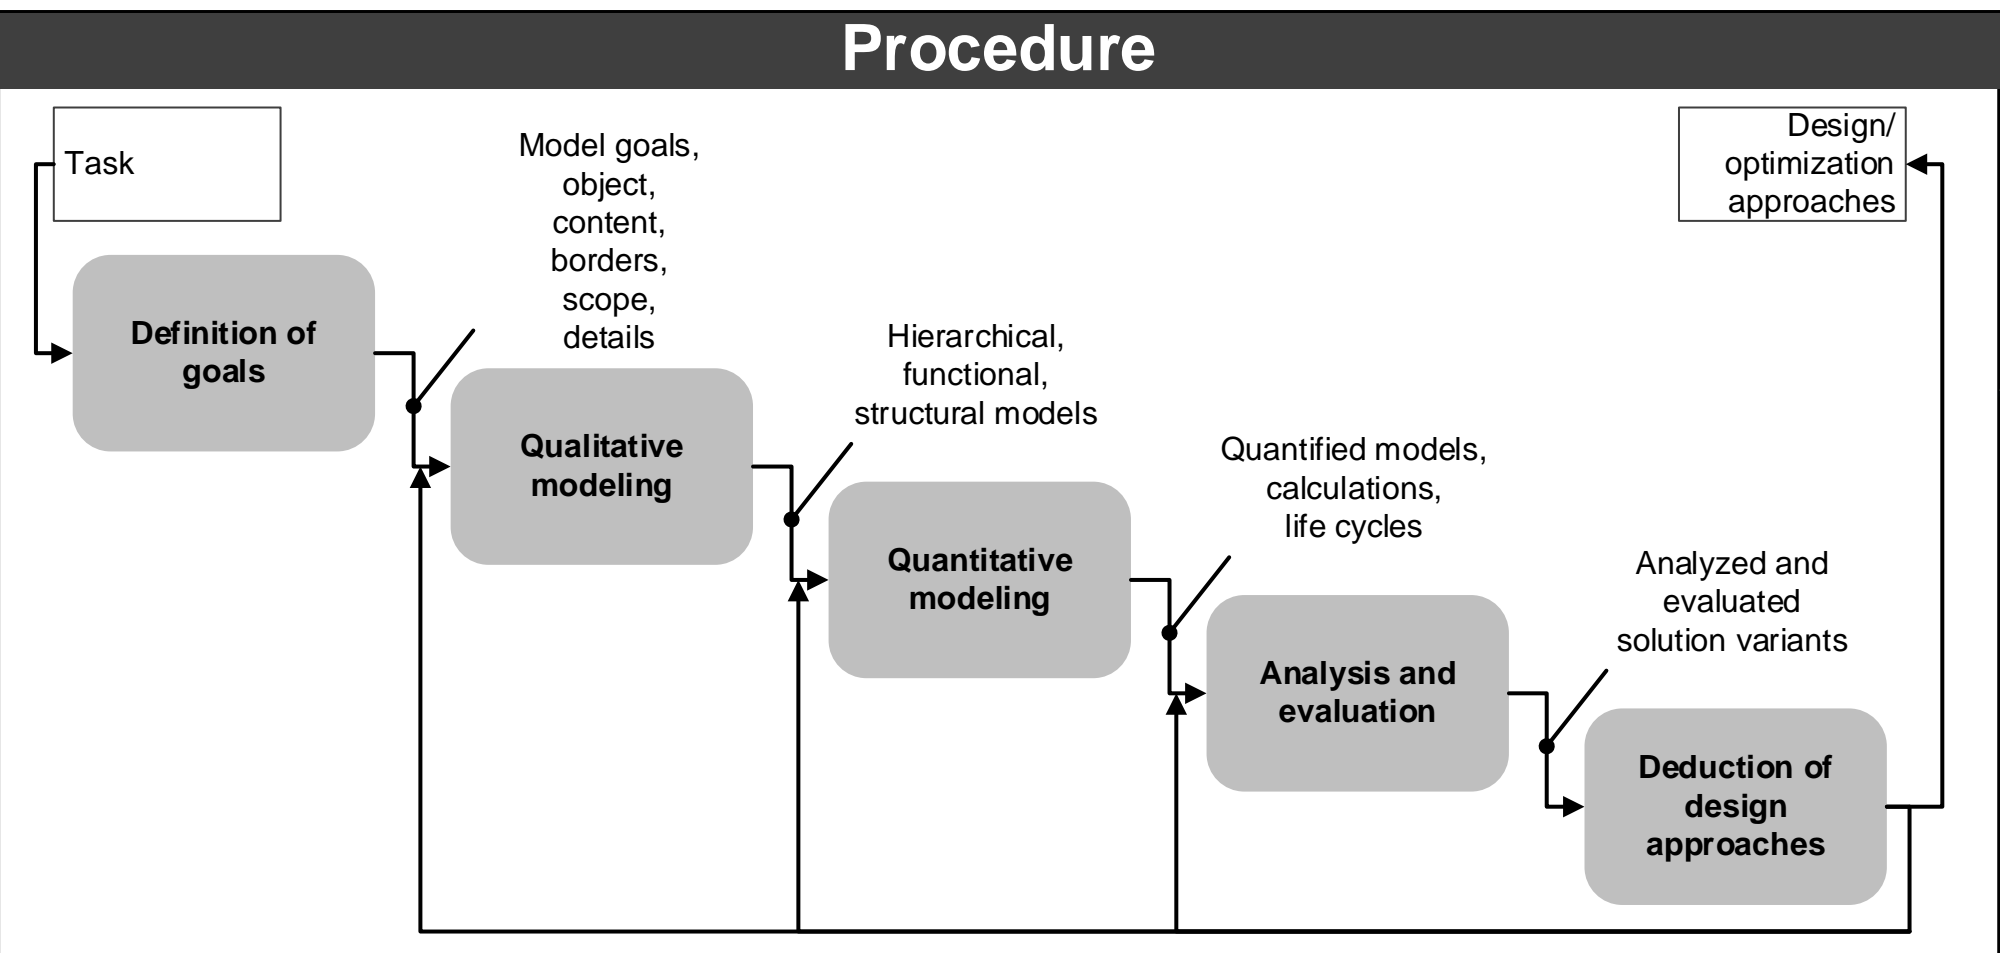 Procedure
Task
Design/
optimization
approaches
Model goals,
object,
content,
borders,
scope,
details
Definition of
goals
Hierarchical,
functional,
structural models
Qualitative
modeling
Quantified models,
calculations,
life cycles
Quantitative
modeling
Analyzed and
evaluated
solution variants
Analysis and
evaluation
Deduction of
design
approaches